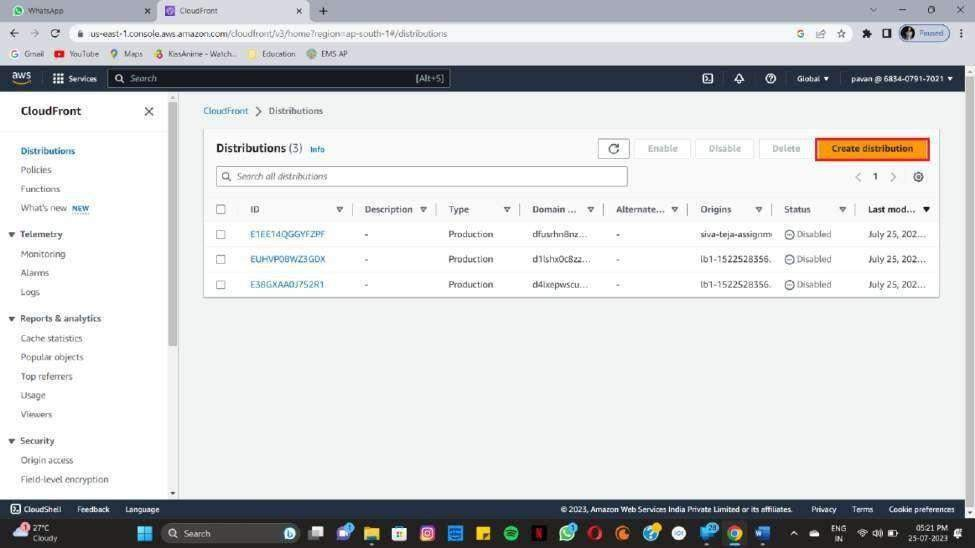 WhatsApp
CloudFront
us-east-1.console.aws.amazon.com/cloudfront/v3/home?region=ap-south-1#/distributions
Paused
Gmail YouTube Maps KissAnime - Watch... Education EMS AP
aws Services Search [Alt+S] Global pavan @ 6834-0791-7021
CloudFront
Distributions
Policies
Functions
What's new NEW
Telemetry
Monitoring
Alarms
Logs
Reports & analytics
Cache statistics
Popular objects
Top referrers
Usage
Viewers
Security
Origin access
Field-level encryption
CloudFront > Distributions
Distributions (3) Info Enable Disable Delete Create distribution
Search all distributions
1
ID Description Type Domain ... Alternate... Origins Status Last mod...
E1EE14QGGYFZPF - Production dfusrhn8nz... - siva-teja-assignm Disabled July 25, 202...
EUHVP08WZ3GDX - Production d1lshx0c8zz... - lb1-1522528356. Disabled July 25, 202...
E38GXAA0J752R1 - Production d4lxepwscu... - lb1-1522528356. Disabled July 25, 202...
CloudShell Feedback Language © 2023, Amazon Web Services India Private Limited or its affiliates. Privacy Terms Cookie preferences
27°C
Cloudy
Search
ENG
IN
05:21 PM
25-07-2023